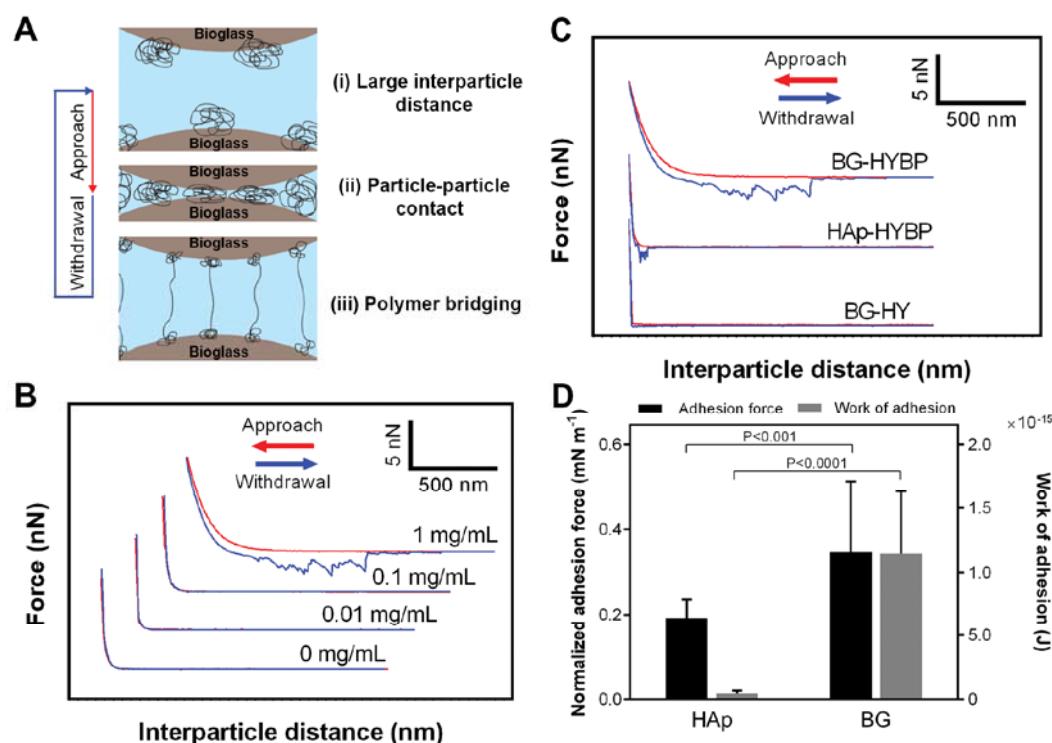 A
Bioglass
(i) Large interparticle
distance
Bioglass
Approach
Withdrawal
Bioglass
(ii) Particle-particle
contact
Bioglass
Bioglass
(iii) Polymer bridging
Bioglass
B
Approach
Withdrawal
5 nN
500 nm
1 mg/mL
0.1 mg/mL
0.01 mg/mL
0 mg/mL
Force (nN)
Interparticle distance (nm)
C
Approach
Withdrawal
5 nN
500 nm
BG-HYBP
HAp-HYBP
BG-HY
Force (nN)
Interparticle distance (nm)
D
Adhesion force
Work of adhesion
×10⁻¹⁵
P<0.001
P<0.0001
Normalized adhesion force (mN m⁻¹)
0.6
0.4
0.2
0.0
2.0
1.5
1.0
5.0
0
Work of
adhesion (J)
HAp
BG